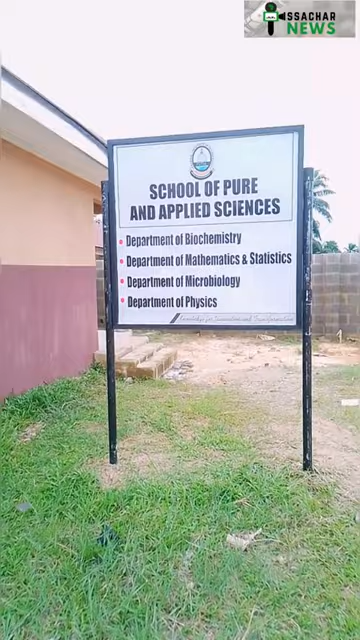 ISSACHAR
NEWS
SCHOOL OF PURE
AND APPLIED SCIENCES
Department of Biochemistry
Department of Mathematics & Statistics
Department of Microbiology
Department of Physics